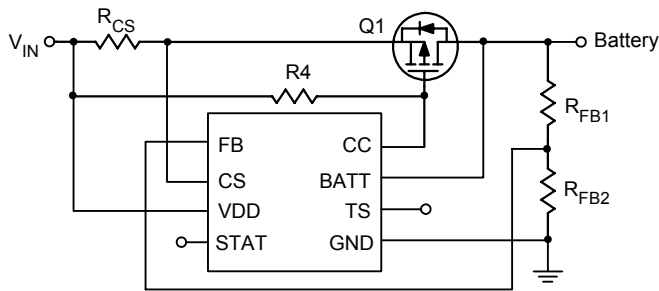 R_CS
Q1
V_IN
Battery
R4
R_FB1
FB
CC
CS
BATT
VDD
TS
R_FB2
STAT
GND